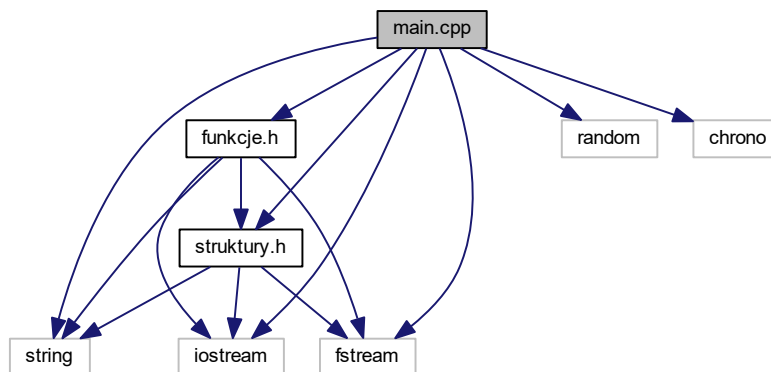 main.cpp
funkcje.h
random
chrono
struktury.h
string
iostream
fstream